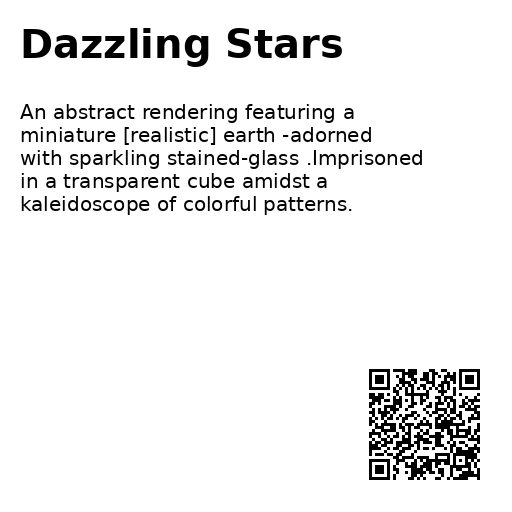 Dazzling Stars
An abstract rendering featuring a
miniature [realistic] earth -adorned
with sparkling stained-glass .Imprisoned
in a transparent cube amidst a
kaleidoscope of colorful patterns.